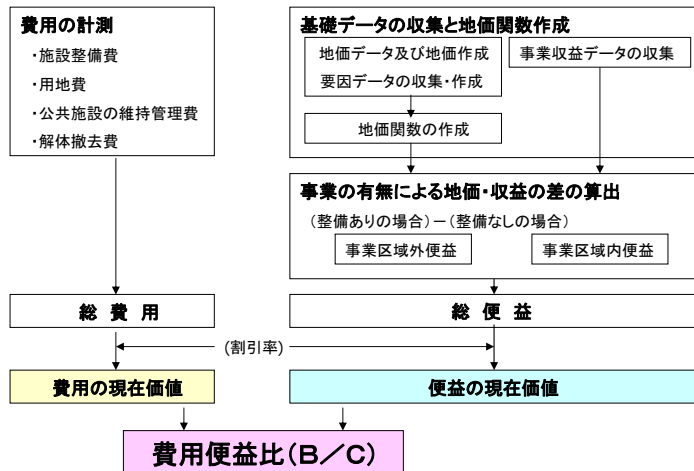 費用の計測
・施設整備費
・用地費
・公共施設の維持管理費
・解体撤去費
基礎データの収集と地価関数作成
地価データ及び地価作成
要因データの収集・作成
事業収益データの収集
地価関数の作成
事業の有無による地価・収益の差の算出
(整備ありの場合)－(整備なしの場合)
事業区域外便益
事業区域内便益
総 費 用
総 便 益
(割引率)
費用の現在価値
便益の現在価値
費用便益比(B／C)